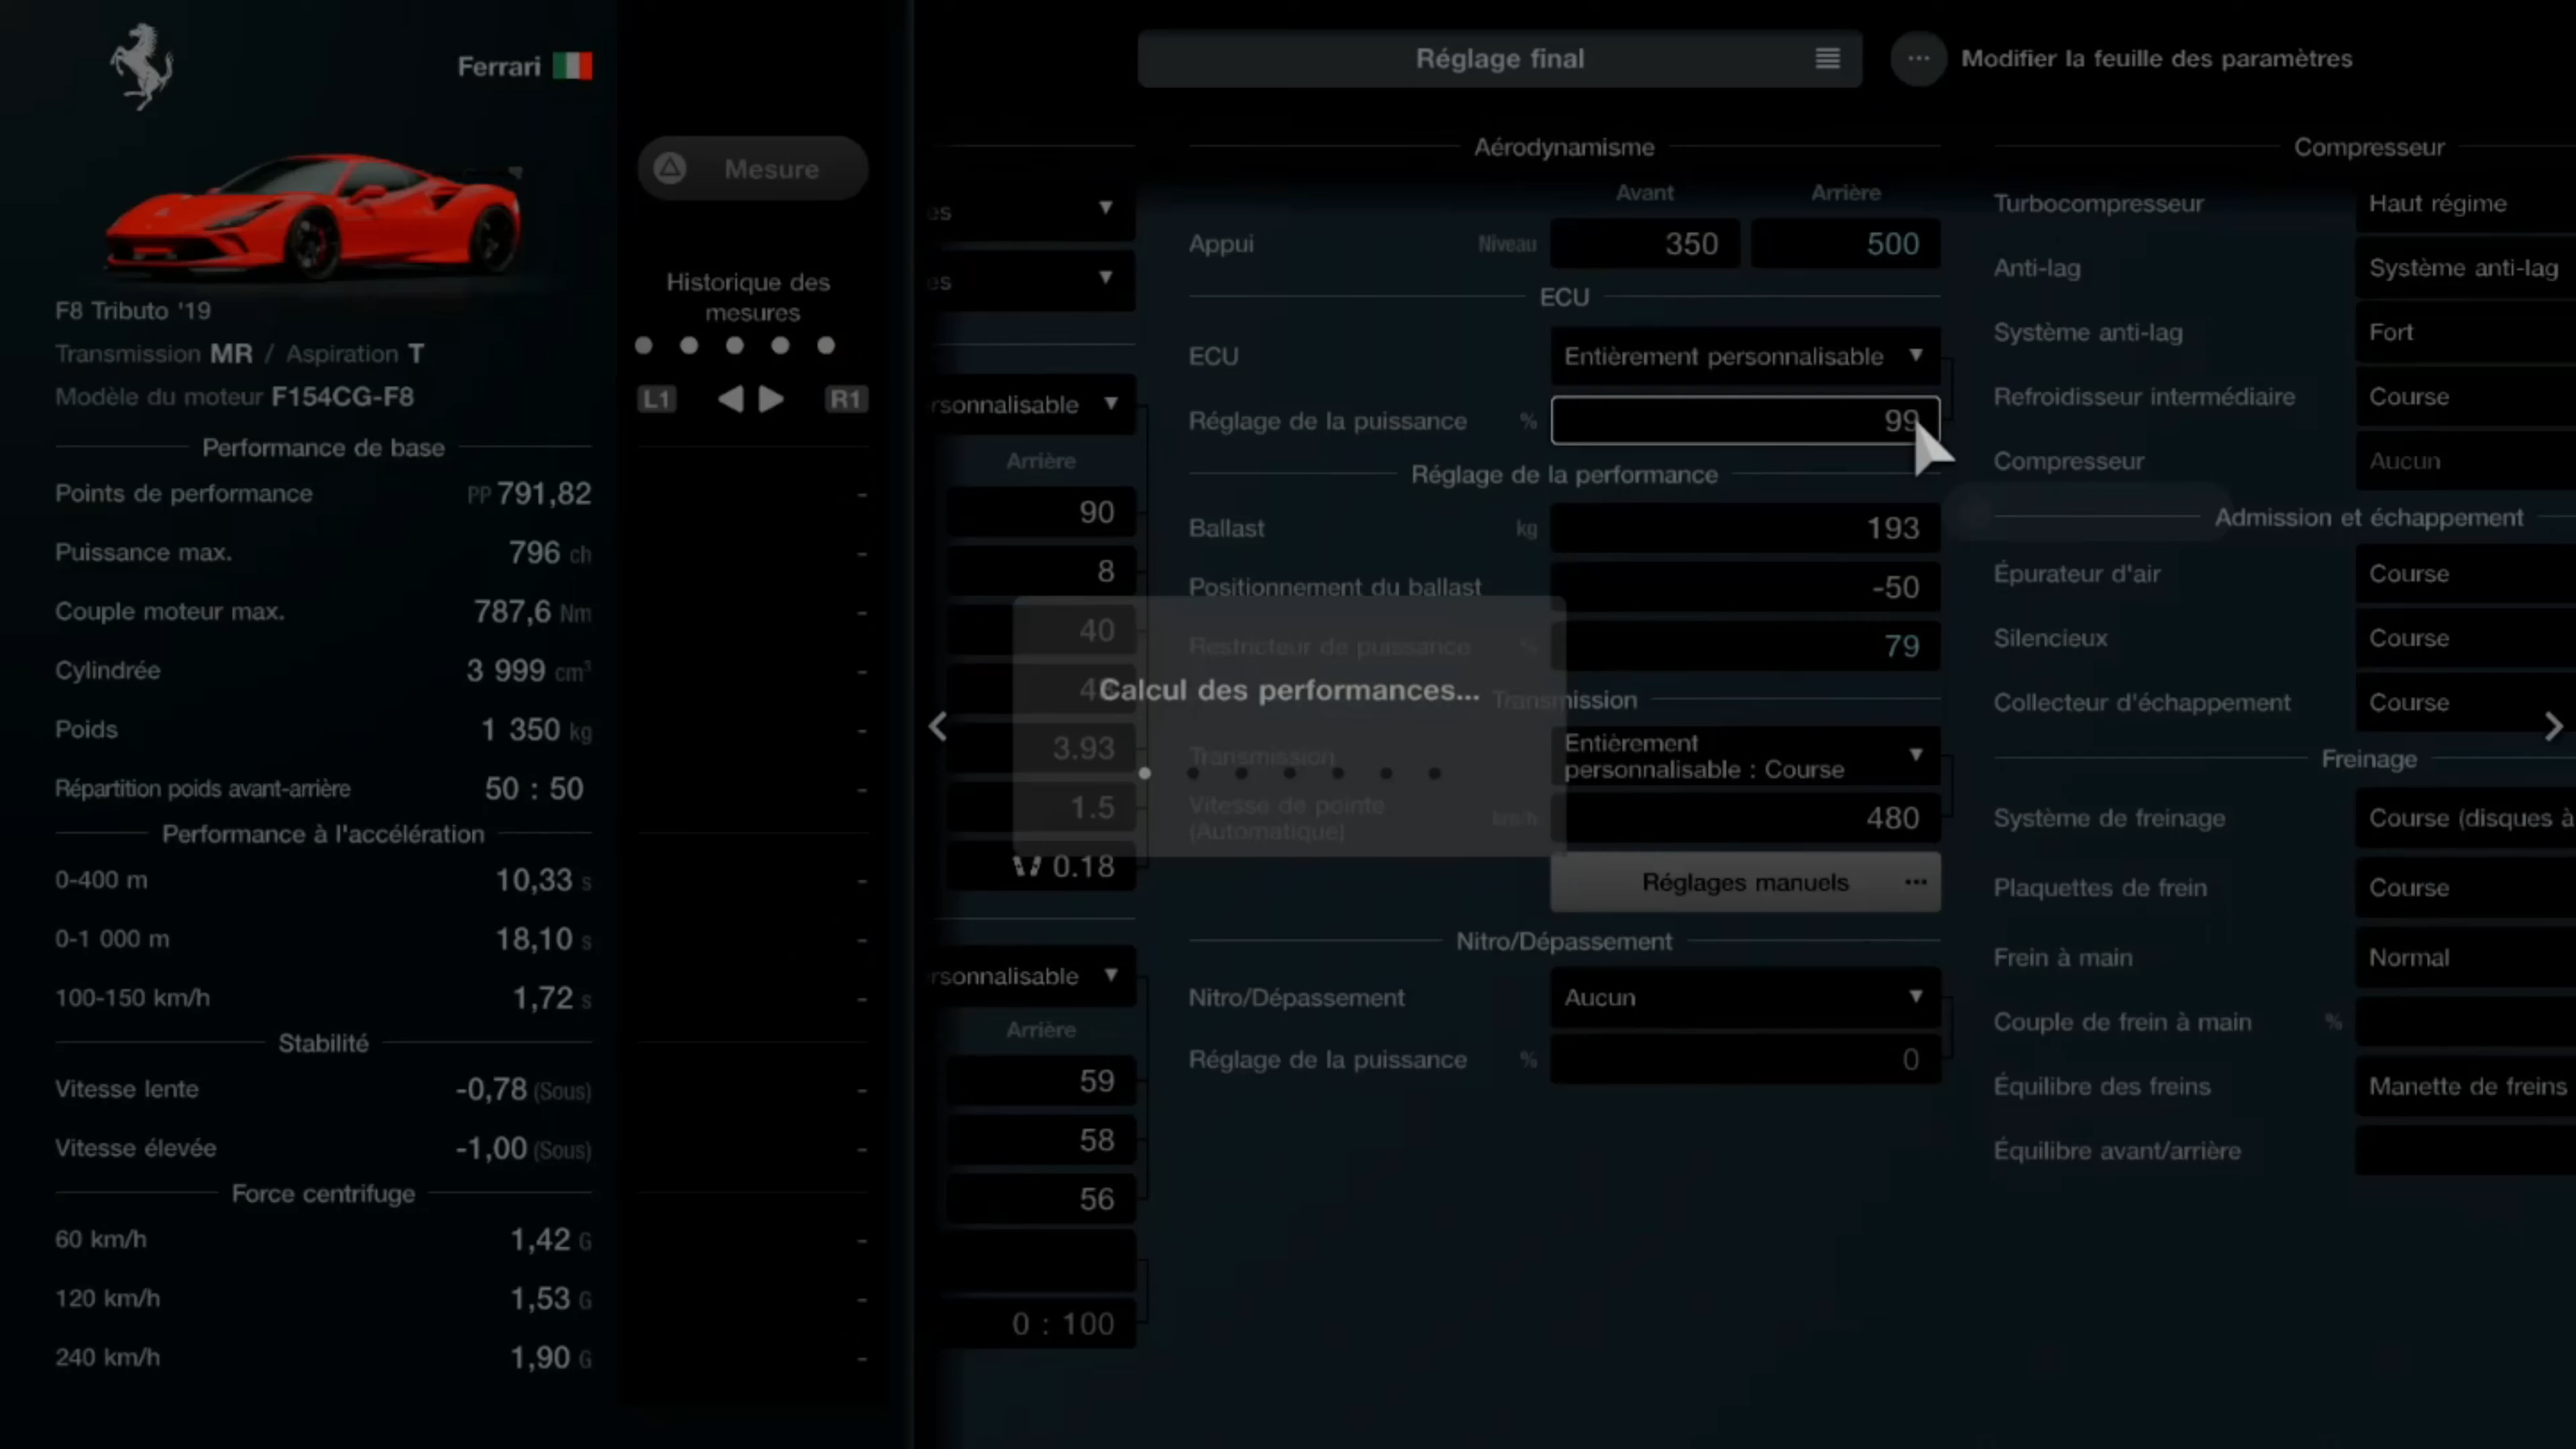 Ferrari
F8 Tributo '19
Transmission MR / Aspiration T
Modèle du moteur F154CG-F8
Performance de base
Points de performance PP 791,82
Puissance max. 796 ch
Couple moteur max. 787,6 Nm
Cylindrée 3 999 cm³
Poids 1 350 kg
Répartition poids avant-arrière 50 : 50
Performance à l'accélération
0-400 m 10,33 s
0-1 000 m 18,10 s
100-150 km/h 1,72 s
Stabilité
Vitesse lente -0,78 (Sous)
Vitesse élevée -1,00 (Sous)
Force centrifuge
60 km/h 1,42 G
120 km/h 1,53 G
240 km/h 1,90 G
Mesure
Historique des
mesures
L1 R1
-
-
-
-
-
-
-
-
-
-
-
-
-
-
Réglage final
Modifier la feuille des paramètres
es
es
rsonnalisable
Arrière
90
8
40
3.93
1.5
0.18
rsonnalisable
Arrière
59
58
56
0 : 100
Aérodynamisme
Avant Arrière
Appui Niveau 350 500
ECU
ECU Entièrement personnalisable
Réglage de la puissance % 99
Réglage de la performance
Ballast kg 193
Positionnement du ballast -50
Restricteur de puissance % 79
Calcul des performances...
Transmission
Transmission Entièrement
personnalisable : Course
Vitesse de pointe
(Automatique) km/h 480
Réglages manuels
Nitro/Dépassement
Nitro/Dépassement Aucun
Réglage de la puissance % 0
Compresseur
Turbocompresseur Haut régime
Anti-lag Système anti-lag
Système anti-lag Fort
Refroidisseur intermédiaire Course
Compresseur Aucun
Admission et échappement
Épurateur d'air Course
Silencieux Course
Collecteur d'échappement Course
Freinage
Système de freinage Course (disques à
Plaquettes de frein Course
Frein à main Normal
Couple de frein à main %
Équilibre des freins Manette de freins
Équilibre avant/arrière